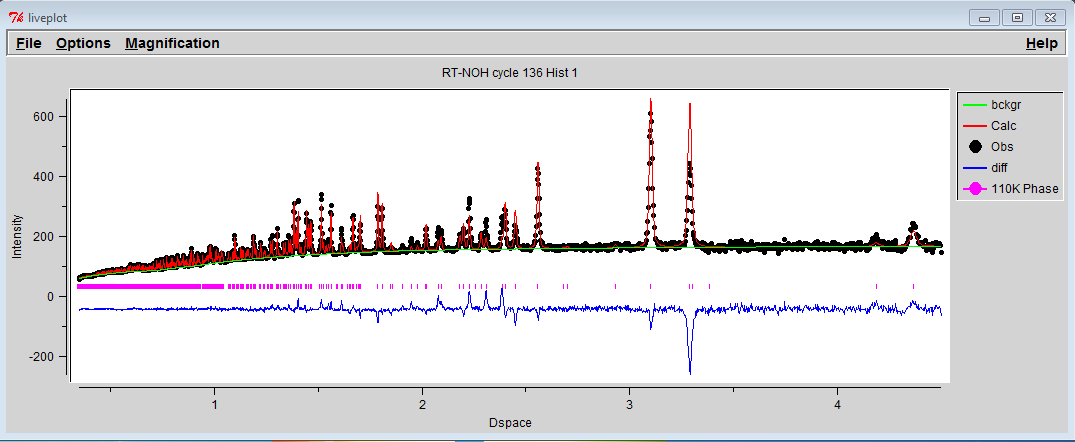 liveplot
File Options Magnification Help
RT-NOH cycle 136 Hist 1
bckgr
Calc
Obs
diff
110K Phase
Intensity
600
400
200
0
-200
1 2 3 4
Dspace